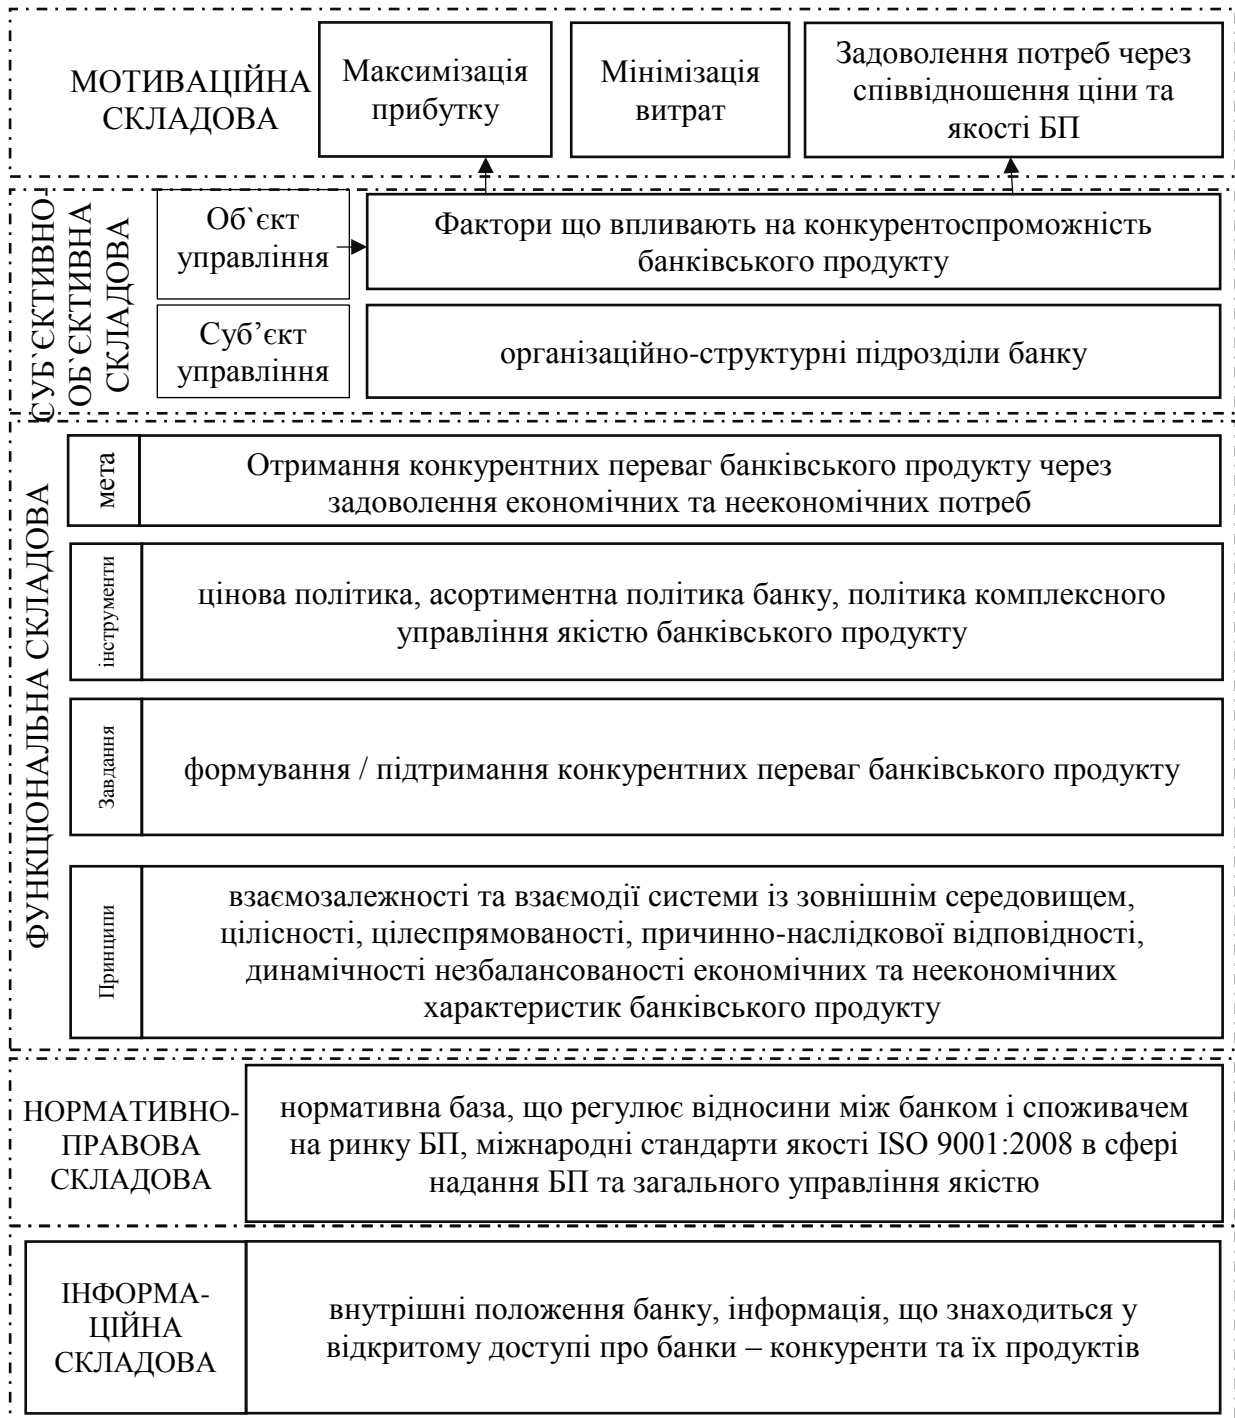 МОТИВАЦІЙНА
СКЛАДОВА
Максимізація
прибутку
Мінімізація
витрат
Задоволення потреб через
співвідношення ціни та
якості БП
СУБ`ЄКТИВНО-
ОБ`ЄКТИВНА
СКЛАДОВА
Об`єкт
управління
Фактори що впливають на конкурентоспроможність
банківського продукту
Суб’єкт
управління
організаційно-структурні підрозділи банку
ФУНКЦІОНАЛЬНА СКЛАДОВА
мета
Отримання конкурентних переваг банківського продукту через
задоволення економічних та неекономічних потреб
інструменти
цінова політика, асортиментна політика банку, політика комплексного
управління якістю банківського продукту
Завдання
формування / підтримання конкурентних переваг банківського продукту
Принципи
взаємозалежності та взаємодії системи із зовнішнім середовищем,
цілісності, цілеспрямованості, причинно-наслідкової відповідності,
динамічності незбалансованості економічних та неекономічних
характеристик банківського продукту
НОРМАТИВНО-
ПРАВОВА
СКЛАДОВА
нормативна база, що регулює відносини між банком і споживачем
на ринку БП, міжнародні стандарти якості ISO 9001:2008 в сфері
надання БП та загального управління якістю
ІНФОРМА-
ЦІЙНА
СКЛАДОВА
внутрішні положення банку, інформація, що знаходиться у
відкритому доступі про банки – конкуренти та їх продуктів